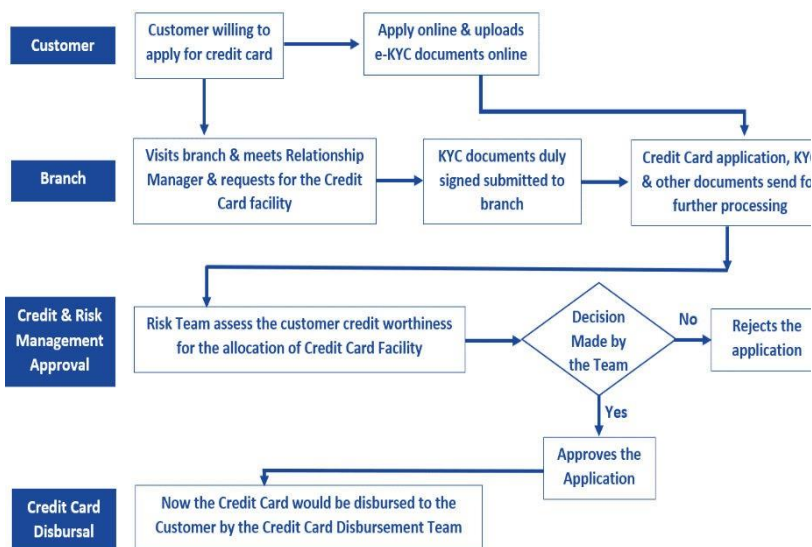 Customer
Customer willing to
apply for credit card
Apply online & uploads
e-KYC documents online
Branch
Visits branch & meets Relationship
Manager & requests for the Credit
Card facility
KYC documents duly
signed submitted to
branch
Credit Card application, KYC
& other documents send fo
further processing
Credit & Risk
Management
Approval
Risk Team assess the customer credit worthiness
for the allocation of Credit Card Facility
Decision
Made by
the Team
No
Rejects the
application
Yes
Approves the
Application
Credit Card
Disbursal
Now the Credit Card would be disbursed to the
Customer by the Credit Card Disbursement Team